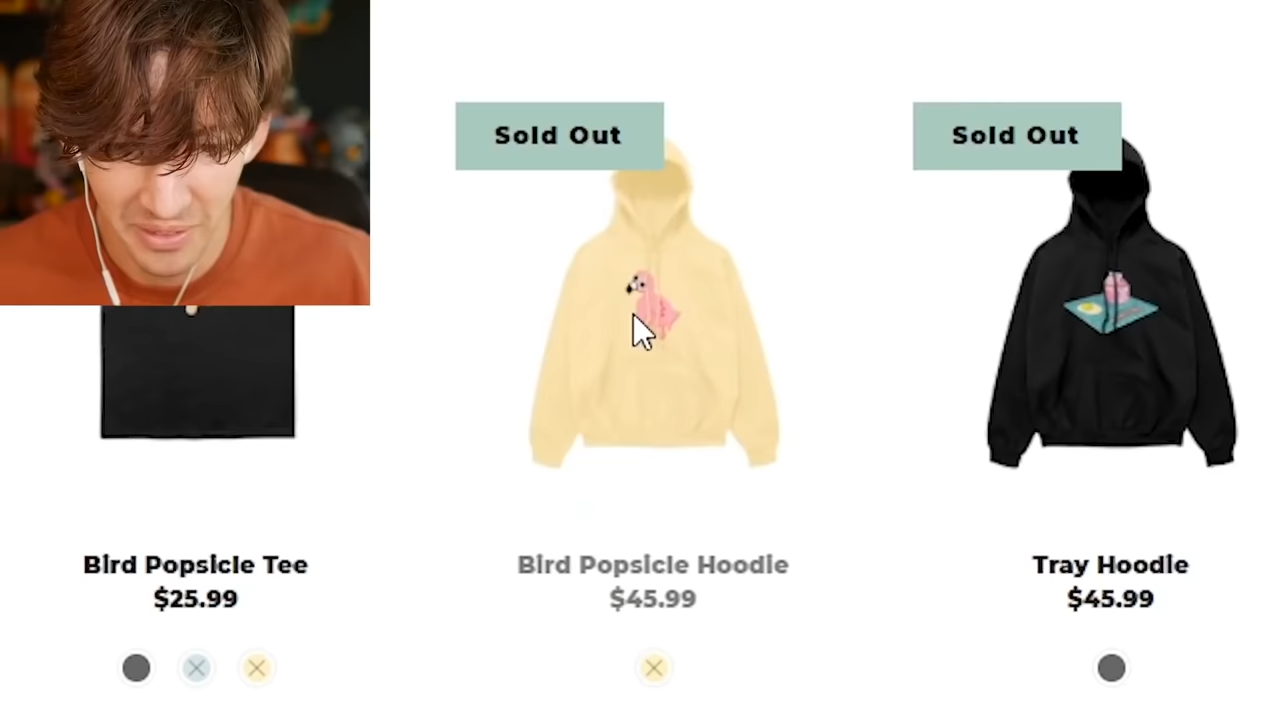 Sold Out
Sold Out
Bird Popsicle Tee
$25.99
Bird Popsicle Hoodie
$45.99
Tray Hoodie
$45.99